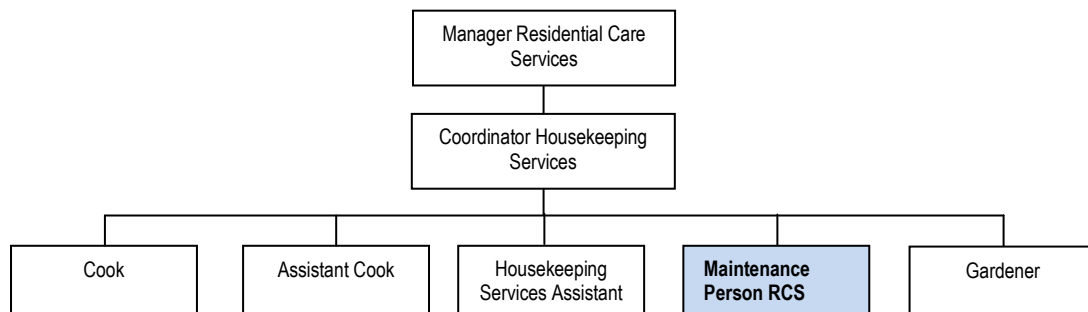 Manager Residential Care
Services
Coordinator Housekeeping
Services
Cook
Assistant Cook
Housekeeping
Services Assistant
Maintenance
Person RCS
Gardener